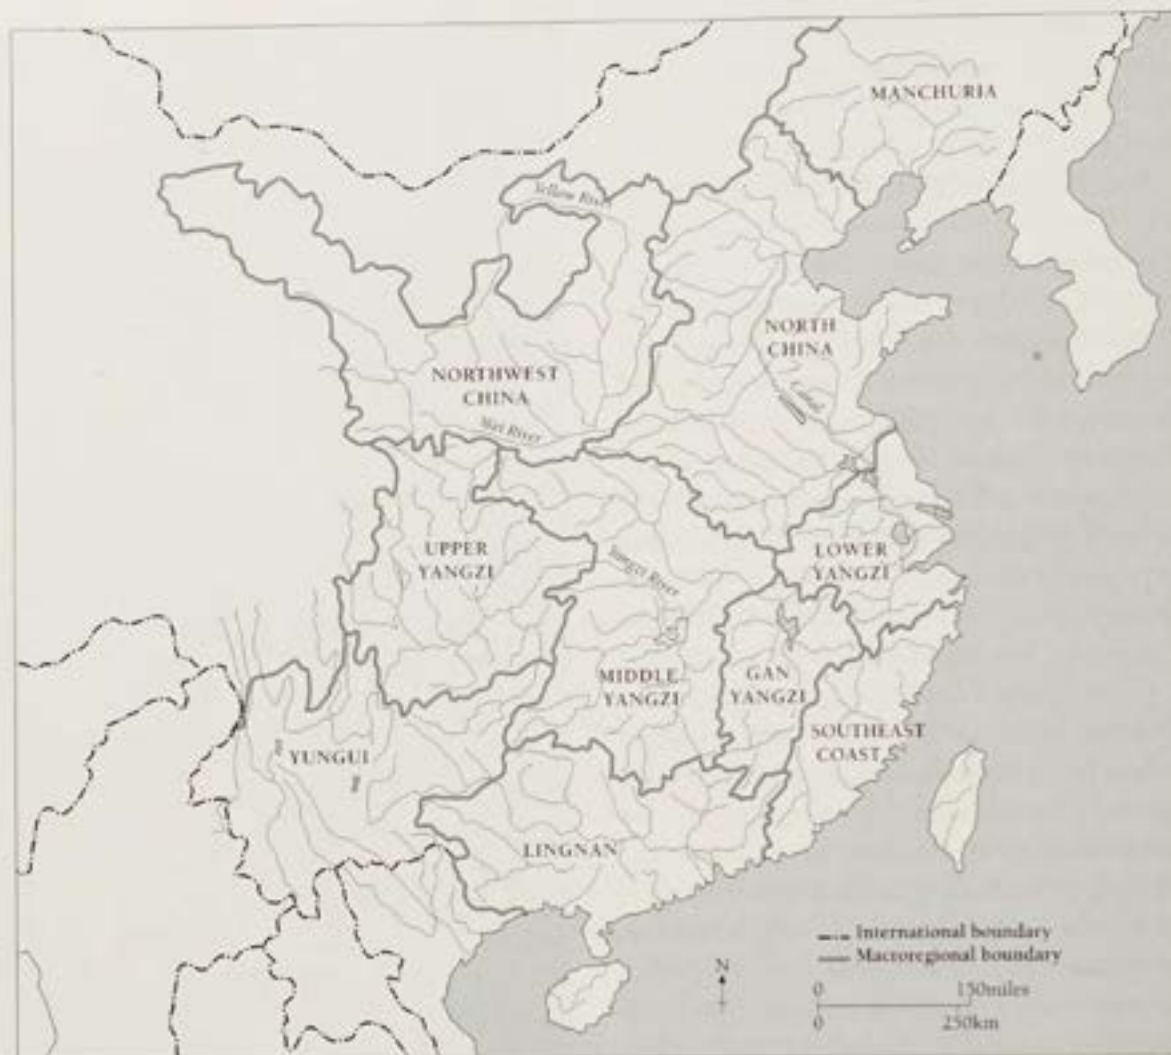 MANCHURIA
Yellow River
NORTH
CHINA
NORTHWEST
CHINA
Canal
Wei River
UPPER
YANGZI
LOWER
YANGZI
Yangzi River
MIDDLE
YANGZI
GAN
YANGZI
SOUTHEAST
COAST
YUNGUI
LINGNAN
International boundary
Macroregional boundary
N
0 150miles
0 250km